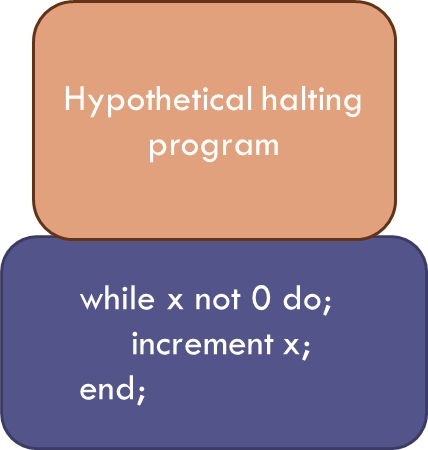 Hypothetical halting
program
while x not 0 do;
increment x;
end;